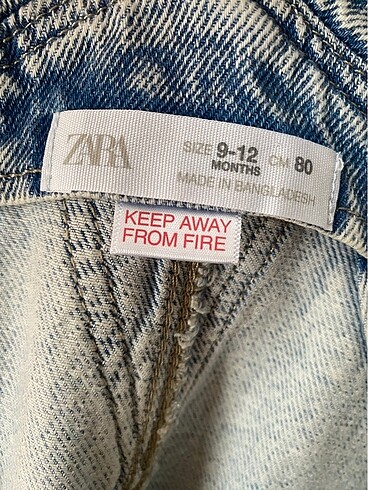 ZARA
SIZE 9-12 MONTHS CM 80
MADE IN BANGLADESH
KEEP AWAY
FROM FIRE